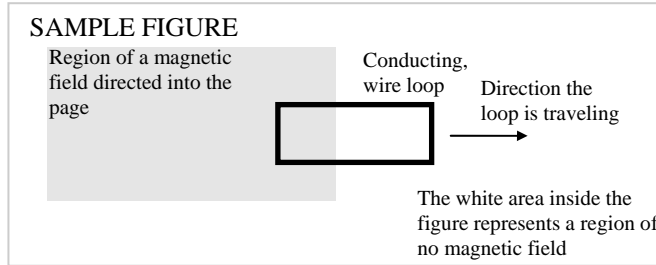 SAMPLE FIGURE
Region of a magnetic
field directed into the
page
Conducting,
wire loop
Direction the
loop is traveling
The white area inside the
figure represents a region of
no magnetic field